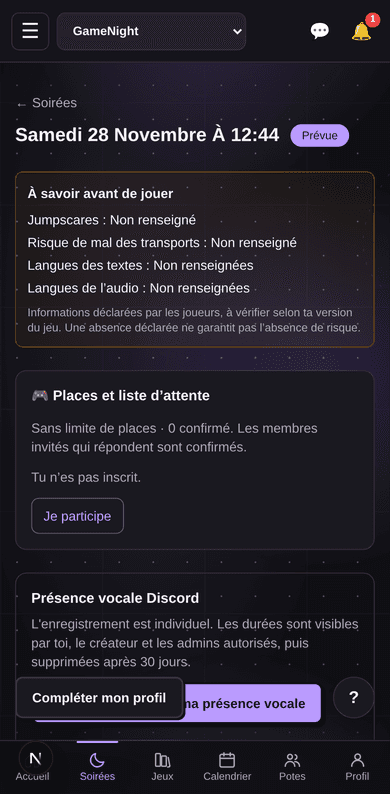 GameNight
1
← Soirées
Samedi 28 Novembre À 12:44
Prévue
À savoir avant de jouer
Jumpscares : Non renseigné
Risque de mal des transports : Non renseigné
Langues des textes : Non renseignées
Langues de l'audio : Non renseignées
Informations déclarées par les joueurs, à vérifier selon ta version
du jeu. Une absence déclarée ne garantit pas l'absence de risque.
🎮 Places et liste d'attente
Sans limite de places · 0 confirmé. Les membres
invités qui répondent sont confirmés.
Tu n'es pas inscrit.
Je participe
Présence vocale Discord
L'enregistrement est individuel. Les durées sont visibles
par toi, le créateur et les admins autorisés, puis
supprimées après 30 jours.
Compléter mon profil
ma présence vocale
?
N
Accueil
Soirées
Jeux
Calendrier
Potes
Profil